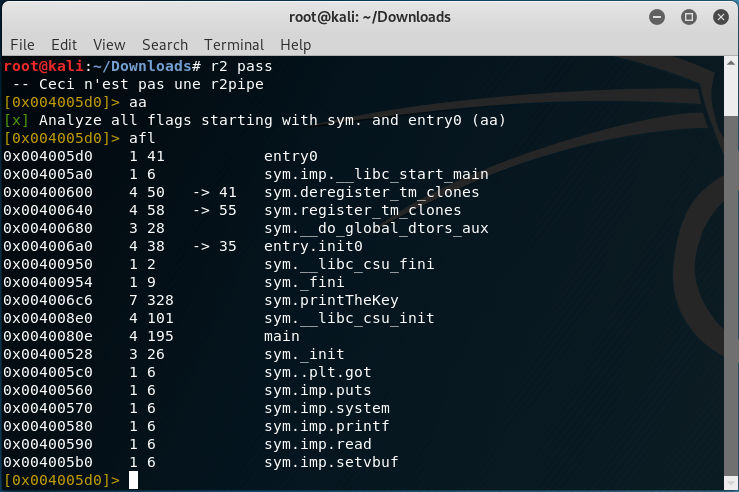 root@kali: ~/Downloads
File Edit View Search Terminal Help
root@kali:~/Downloads# r2 pass
 -- Ceci n'est pas une r2pipe
[0x004005d0]> aa
[x] Analyze all flags starting with sym. and entry0 (aa)
[0x004005d0]> afl
0x004005d0    1 41           entry0
0x004005a0    1 6            sym.imp.__libc_start_main
0x00400600    4 50   -> 41   sym.deregister_tm_clones
0x00400640    4 58   -> 55   sym.register_tm_clones
0x00400680    3 28           sym.__do_global_dtors_aux
0x004006a0    4 38   -> 35   entry.init0
0x00400950    1 2            sym.__libc_csu_fini
0x00400954    1 9            sym._fini
0x004006c6    7 328          sym.printTheKey
0x004008e0    4 101          sym.__libc_csu_init
0x0040080e    4 195          main
0x00400528    3 26           sym._init
0x004005c0    1 6            sym..plt.got
0x00400560    1 6            sym.imp.puts
0x00400570    1 6            sym.imp.system
0x00400580    1 6            sym.imp.printf
0x00400590    1 6            sym.imp.read
0x004005b0    1 6            sym.imp.setvbuf
[0x004005d0]>